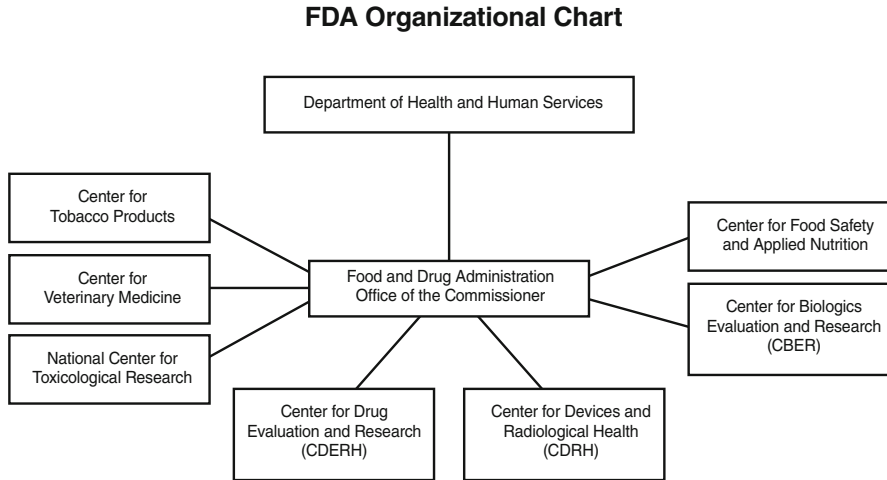 FDA Organizational Chart
Department of Health and Human Services
Center for
Tobacco Products
Center for
Veterinary Medicine
National Center for
Toxicological Research
Food and Drug Administration
Office of the Commissioner
Center for Food Safety
and Applied Nutrition
Center for Biologics
Evaluation and Research
(CBER)
Center for Drug
Evaluation and Research
(CDERH)
Center for Devices and
Radiological Health
(CDRH)